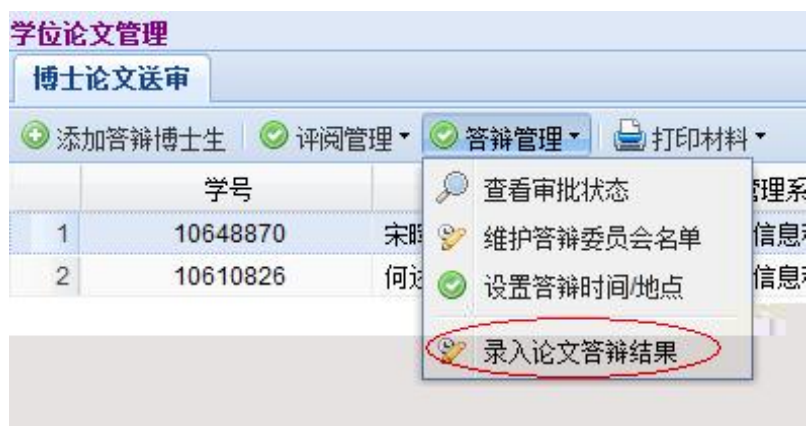 学位论文管理
博士论文送审
添加答辩博士生 评阅管理 答辩管理 打印材料
学号 管理系
查看审批状态
1 10648870 宋 信息
维护答辩委员会名单
2 10610826 何 信息
设置答辩时间/地点
录入论文答辩结果